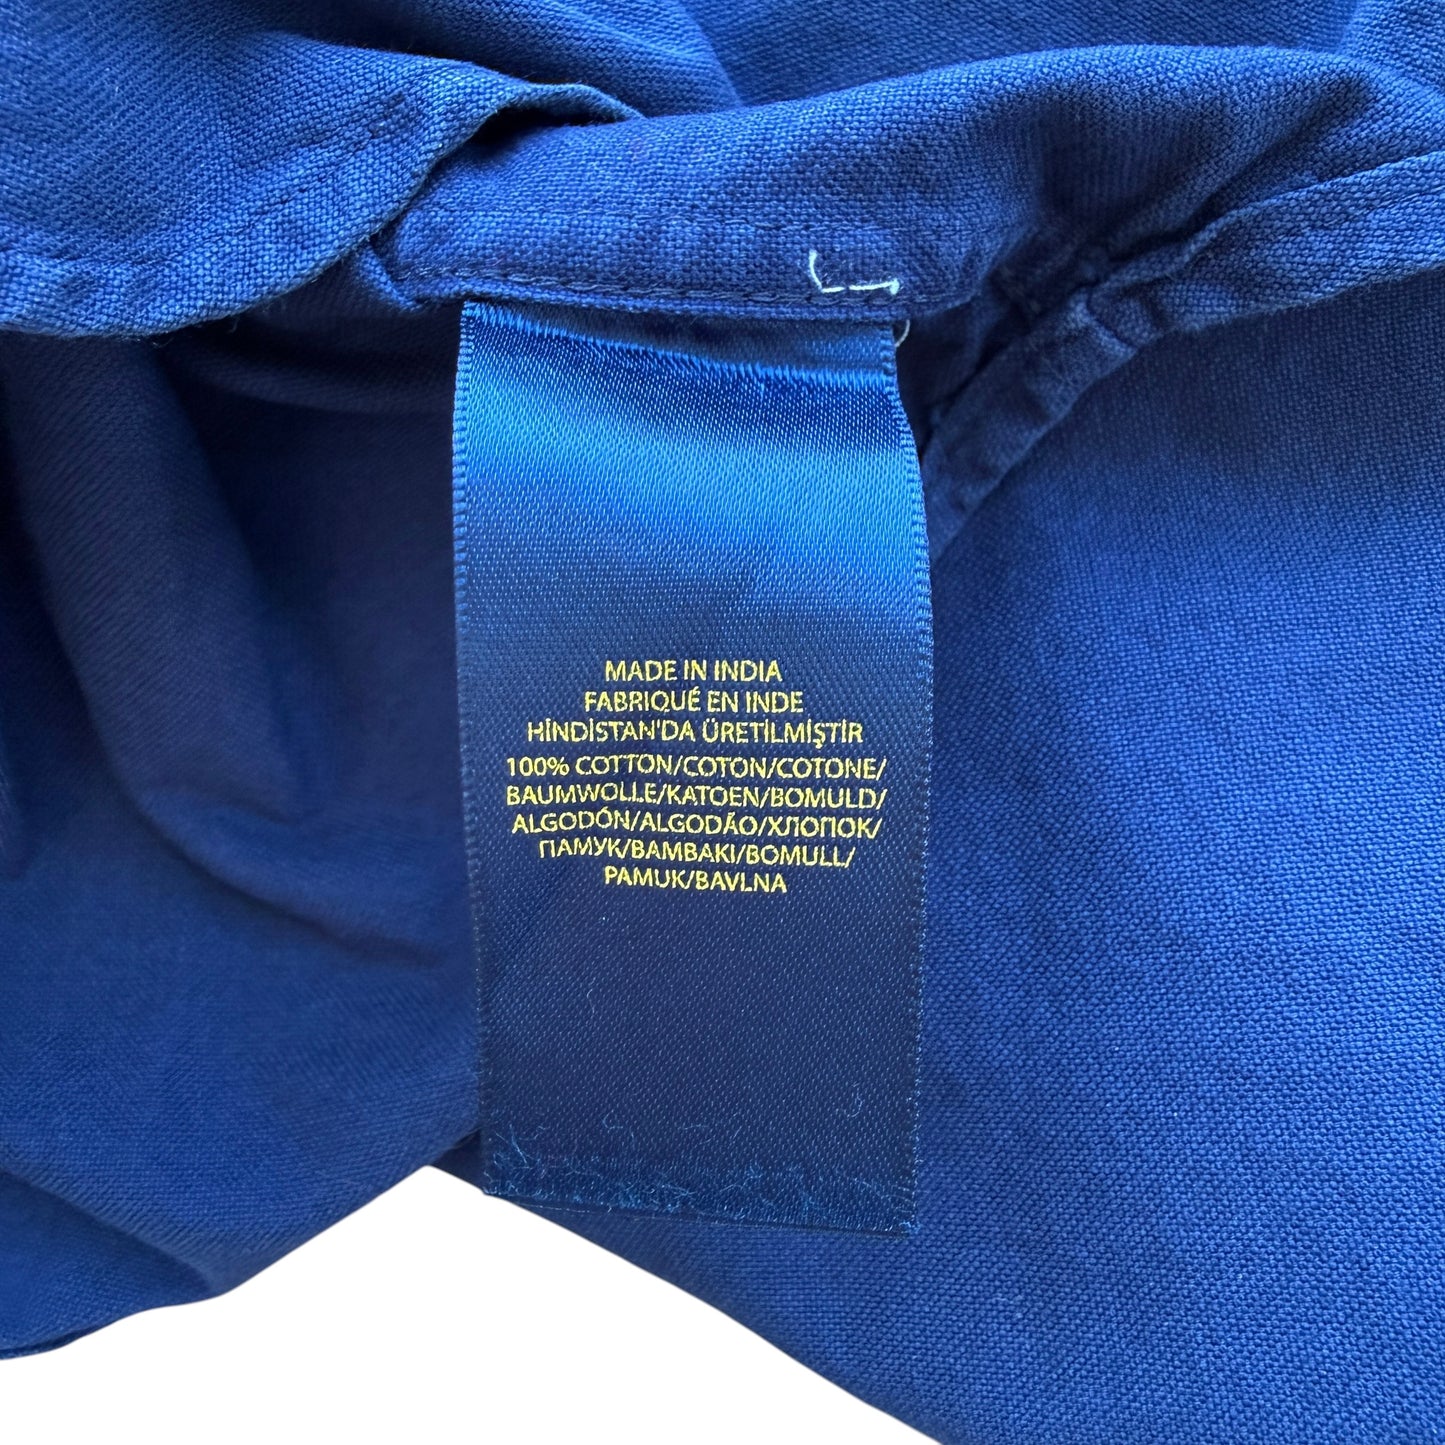 MADE IN INDIA
FABRIQUÉ EN INDE
HİNDİSTAN'DA ÜRETİLMİŞTİR
100% COTTON/COTON/COTONE/
BAUMWOLLE/KATOEN/BOMULD/
ALGODÓN/ALGODÃO/ХЛОПОК/
ПАМУК/BAMBAKI/BOMULL/
PAMUK/BAVLNA